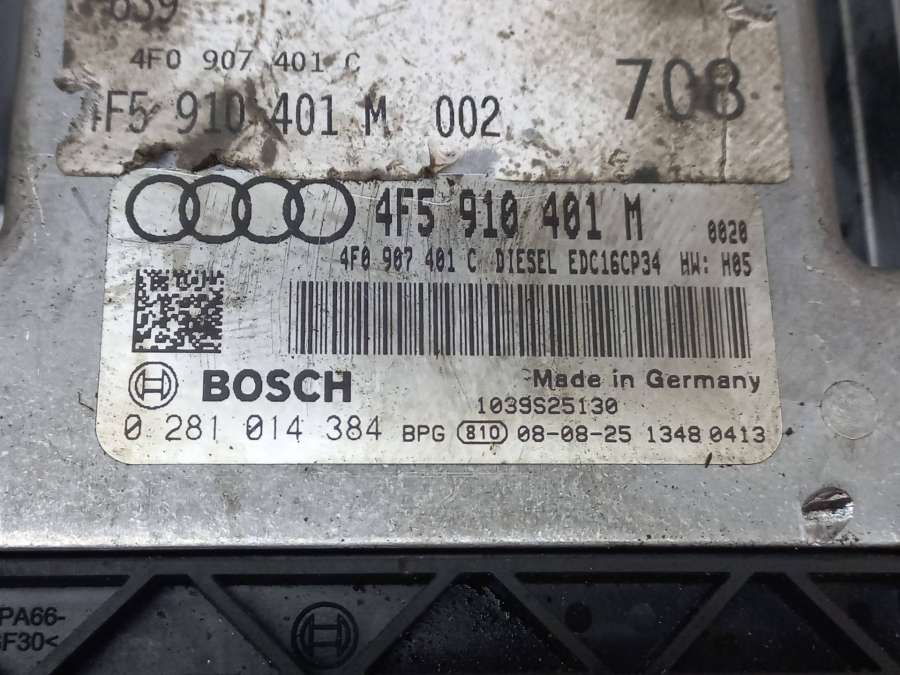 4F0 907 401 C
F5 910 401 M 002
708
4F5 910 401 M 0020
4F0 907 401 C DIESEL EDC16CP34 HW: H05
BOSCH
Made in Germany
1039S25130
0 281 014 384 BPG 810 08-08-25 1348 0413
PA66-
F30<